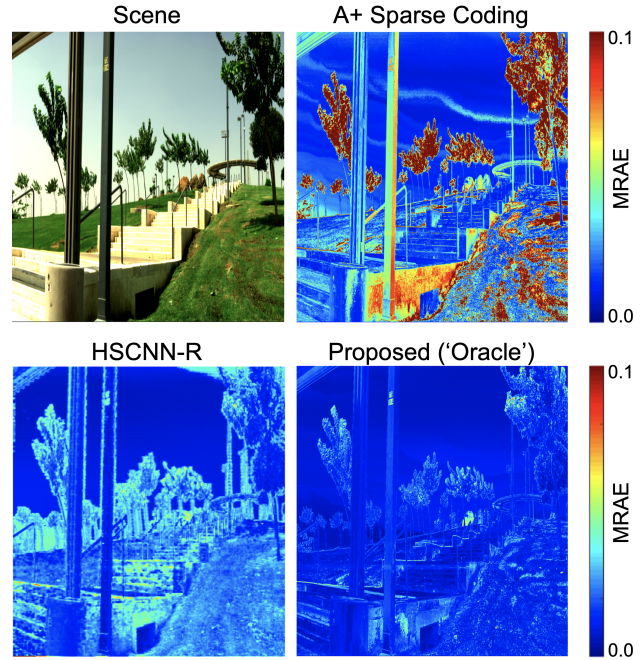 Scene
A+ Sparse Coding
0.1
MRAE
0.0
HSCNN-R
Proposed (‘Oracle’)
0.1
MRAE
0.0